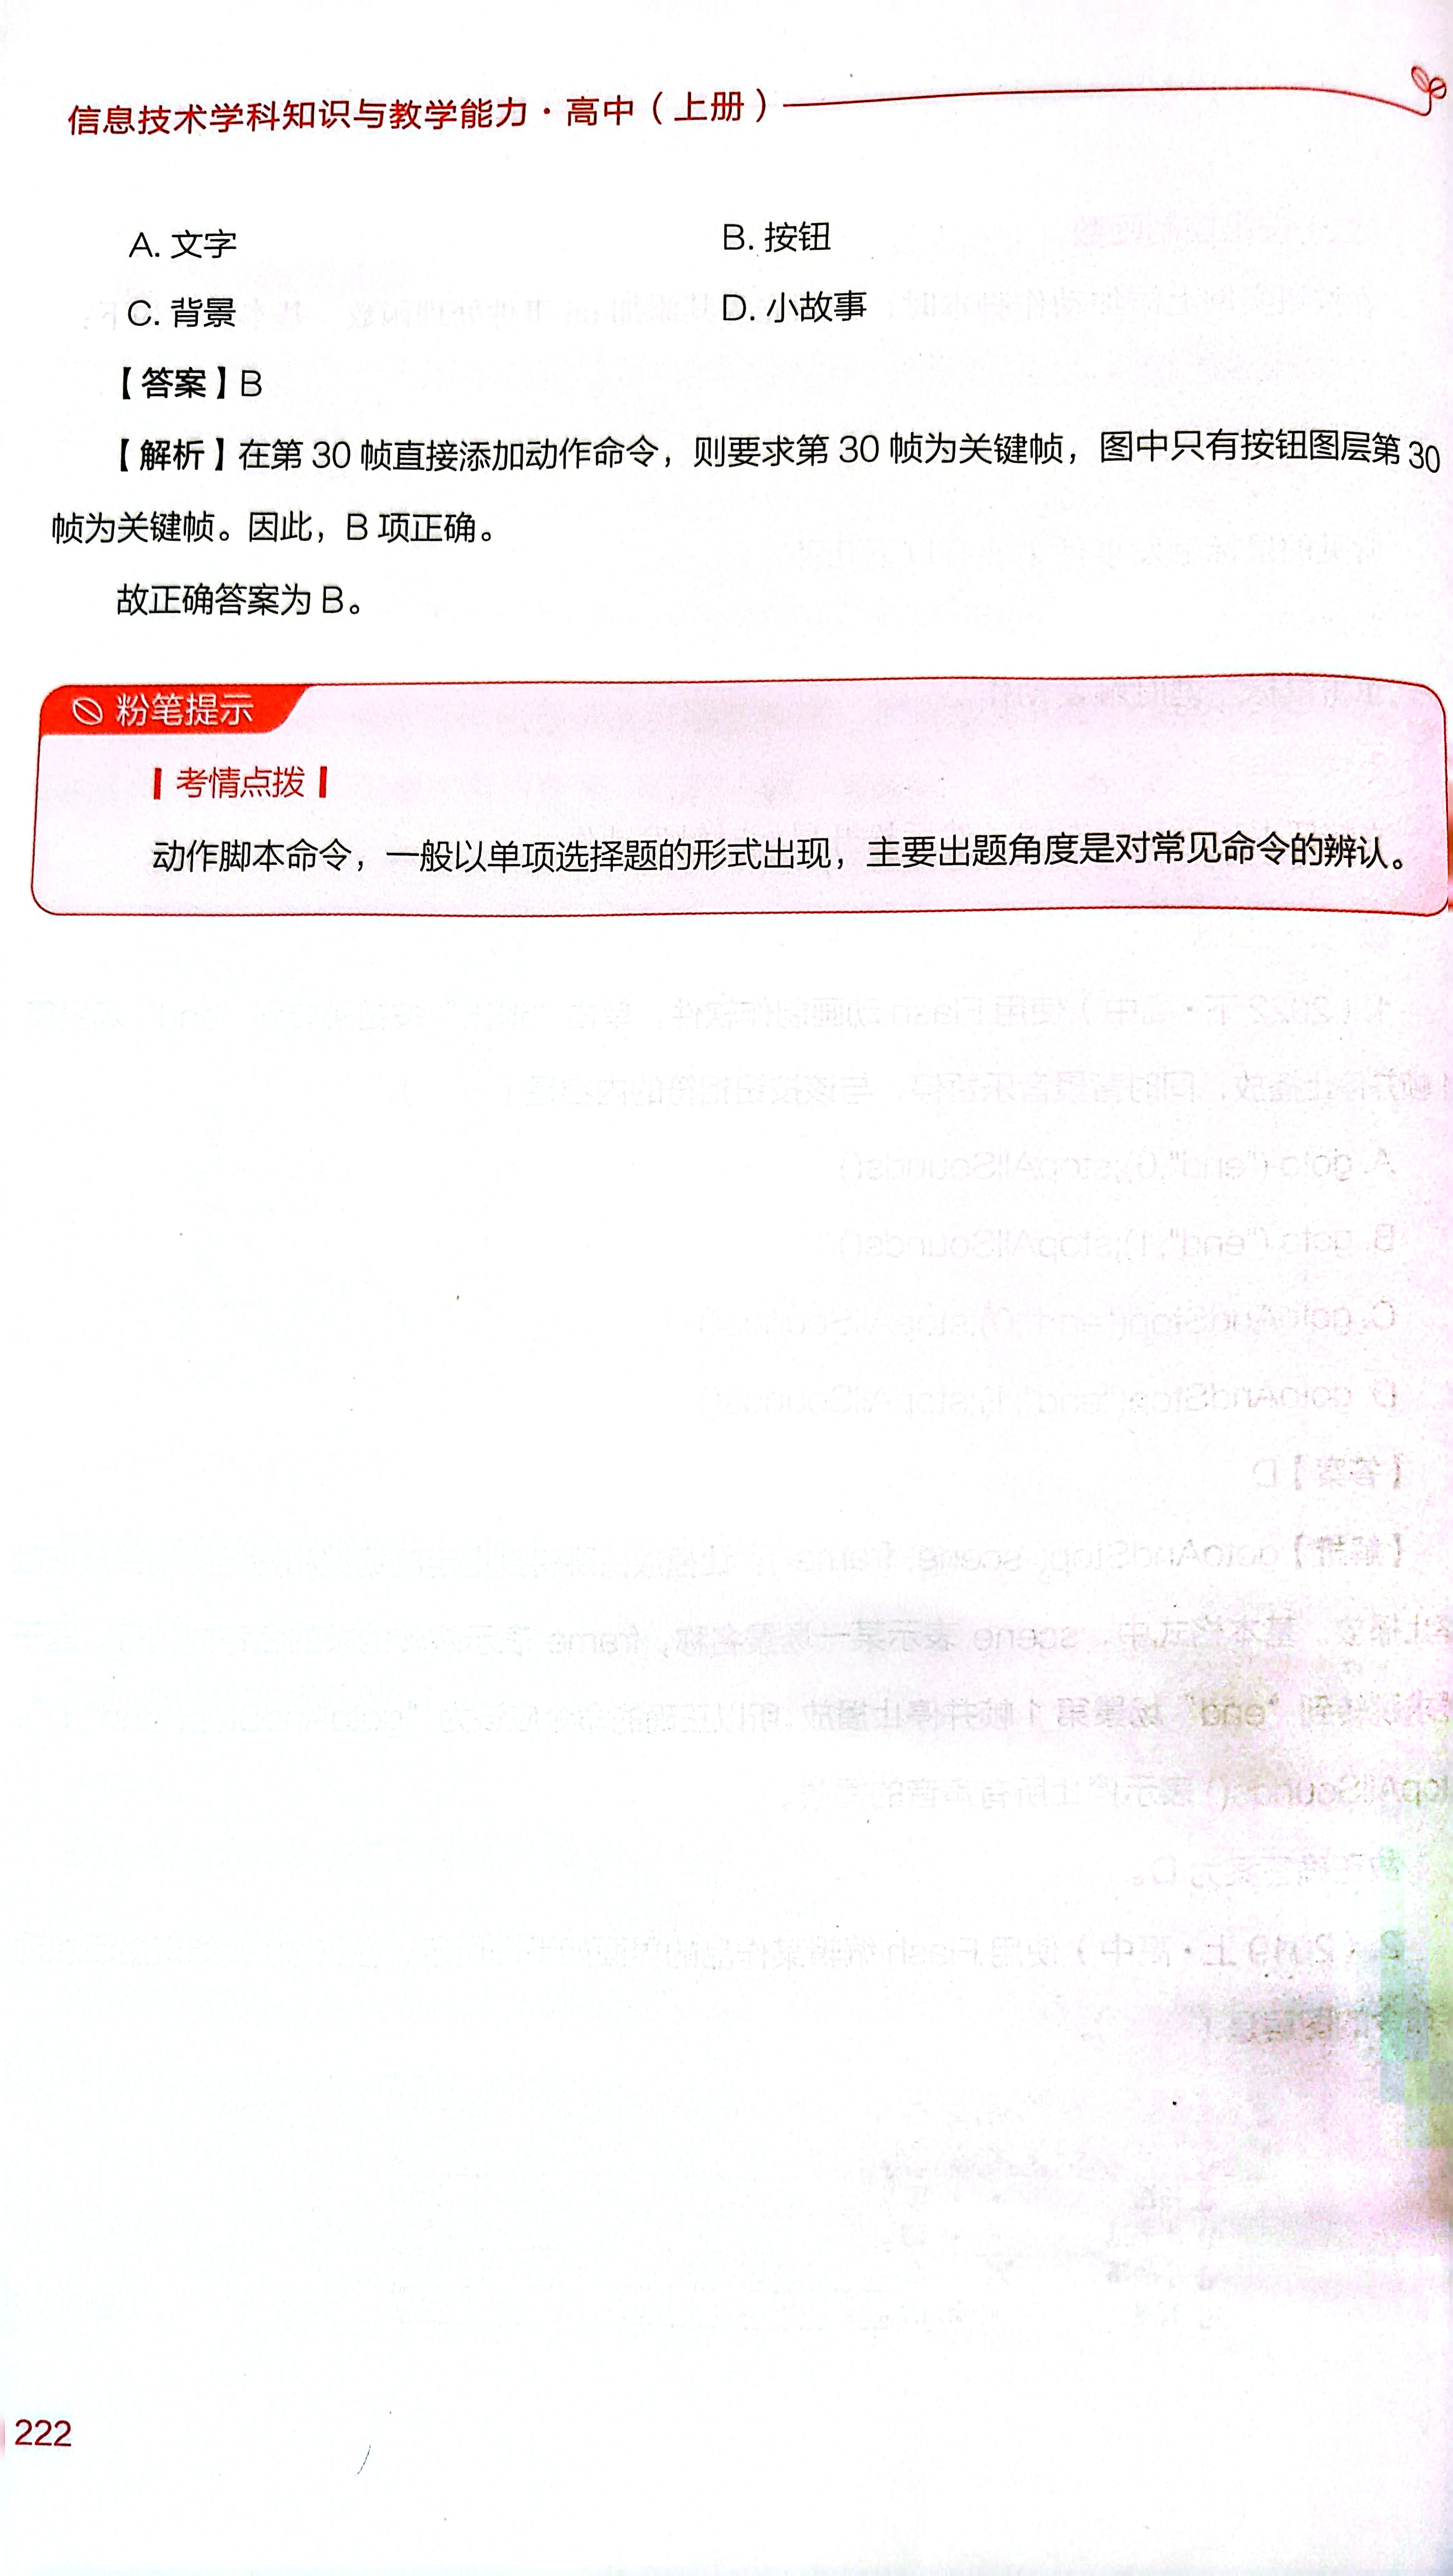 信息技术学科知识与教学能力·高中（上册）
A. 文字
B. 按钮
C. 背景
D. 小故事
【答案】B
【解析】在第 30 帧直接添加动作命令，则要求第 30 帧为关键帧，图中只有按钮图层第 30
帧为关键帧。因此，B 项正确。
故正确答案为 B。
粉笔提示
考情点拨
动作脚本命令，一般以单项选择题的形式出现，主要出题角度是对常见命令的辨认。
222